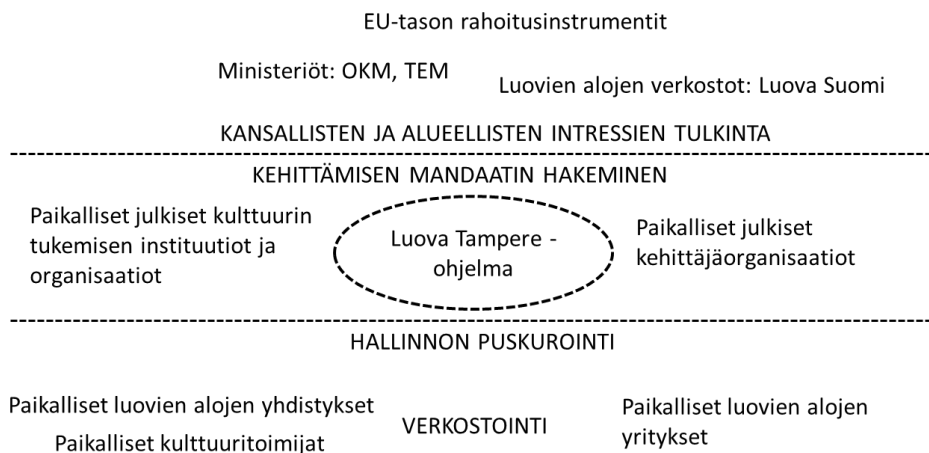 EU-tason rahoitusinstrumentit
Ministeriöt: OKM, TEM
Luovien alojen verkostot: Luova Suomi
KANSALLISTEN JA ALUEELLISTEN INTRESSIEN TULKINTA
KEHITTÄMISEN MANDAATIN HAKEMINEN
Paikalliset julkiset kulttuurin
tukemisen instituutiot ja
organisaatiot
Luova Tampere -
ohjelma
Paikalliset julkiset
kehittäjäorganisaatiot
HALLINNON PUSKUROINTI
Paikalliset luovien alojen yhdistykset
Paikalliset kulttuuritoimijat
VERKOSTOINTI
Paikalliset luovien alojen
yritykset